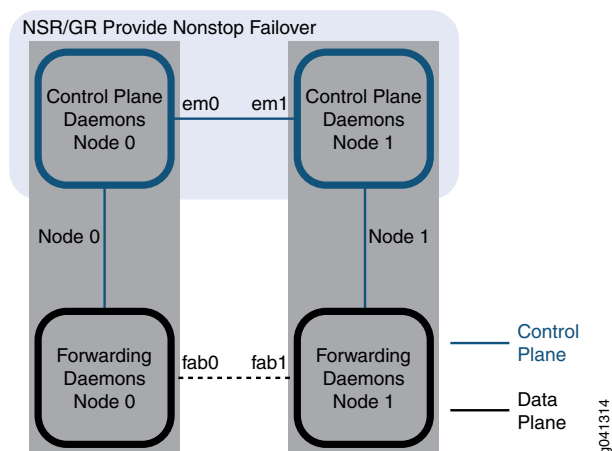 NSR/GR Provide Nonstop Failover
Control Plane
Daemons
Node 0
em0
em1
Control Plane
Daemons
Node 1
Node 0
Node 1
Forwarding
Daemons
Node 0
fab0
fab1
Forwarding
Daemons
Node 1
Control
Plane
Data
Plane
g041314